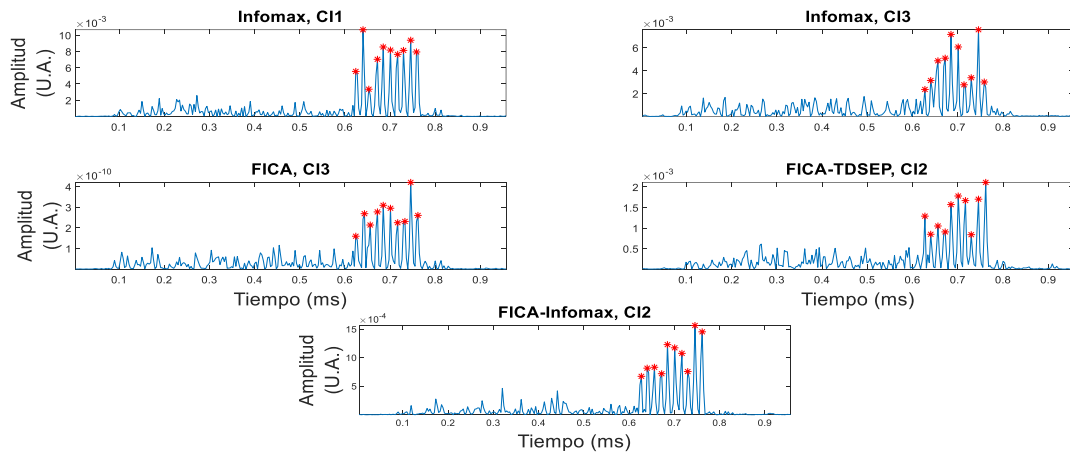 Infomax, CI1
×10⁻³
Amplitud
(U.A.)
10
8
6
4
2
0.1 0.2 0.3 0.4 0.5 0.6 0.7 0.8 0.9
Infomax, CI3
×10⁻³
6
4
2
0.1 0.2 0.3 0.4 0.5 0.6 0.7 0.8 0.9
FICA, CI3
×10⁻¹⁰
Amplitud
(U.A.)
4
3
2
1
0.1 0.2 0.3 0.4 0.5 0.6 0.7 0.8 0.9
Tiempo (ms)
FICA-TDSEP, CI2
×10⁻³
2
1.5
1
0.5
0.1 0.2 0.3 0.4 0.5 0.6 0.7 0.8 0.9
Tiempo (ms)
FICA-Infomax, CI2
×10⁻⁴
Amplitud
(U.A.)
15
10
5
0.1 0.2 0.3 0.4 0.5 0.6 0.7 0.8 0.9
Tiempo (ms)